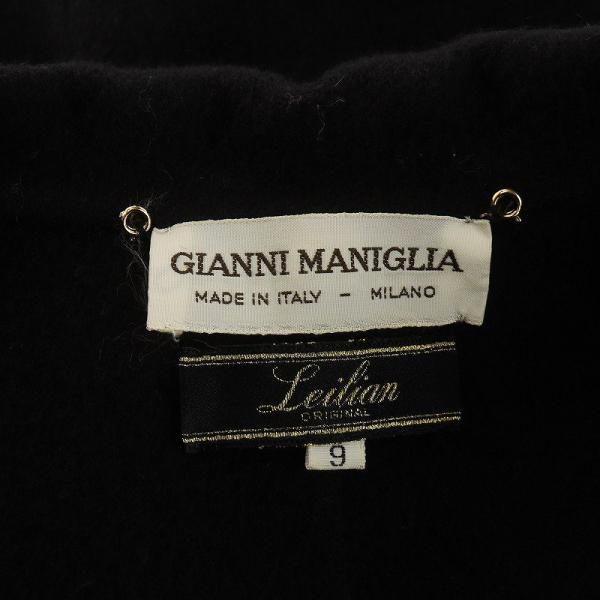 GIANNI MANIGLIA
MADE IN ITALY - MILANO
Leilian
ORIGINAL
9